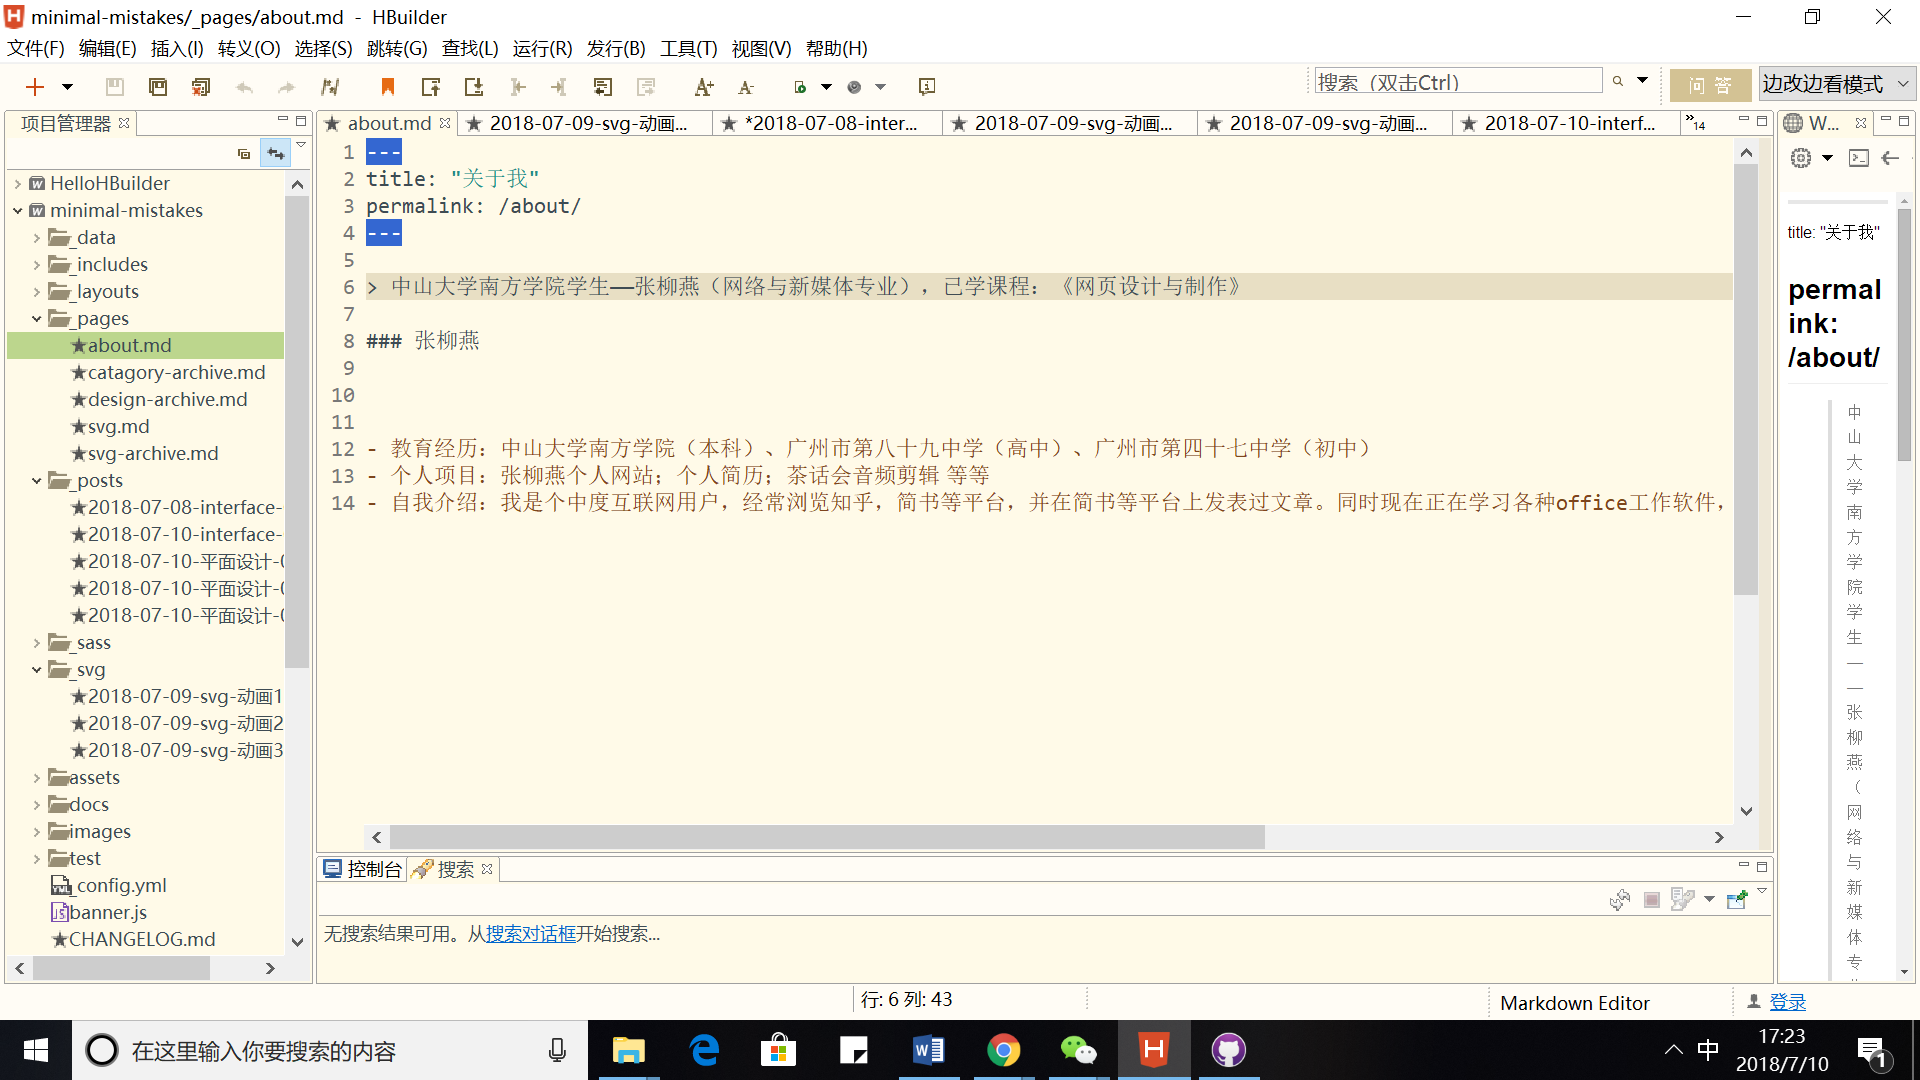 minimal-mistakes/_pages/about.md - HBuilder
文件(F) 编辑(E) 插入(I) 转义(O) 选择(S) 跳转(G) 查找(L) 运行(R) 发行(B) 工具(T) 视图(V) 帮助(H)
搜索（双击Ctrl） 问 答 边改边看模式
项目管理器
about.md 2018-07-09-svg-动画... *2018-07-08-inter... 2018-07-09-svg-动画... 2018-07-09-svg-动画... 2018-07-10-interf... »14
W...
HelloHBuilder
minimal-mistakes
_data
_includes
_layouts
_pages
about.md
catagory-archive.md
design-archive.md
svg.md
svg-archive.md
_posts
2018-07-08-interface-
2018-07-10-interface-
2018-07-10-平面设计-
2018-07-10-平面设计-
2018-07-10-平面设计-
_sass
_svg
2018-07-09-svg-动画1
2018-07-09-svg-动画2
2018-07-09-svg-动画3
assets
docs
images
test
_config.yml
banner.js
CHANGELOG.md
1 ---
2 title: "关于我"
3 permalink: /about/
4 ---
5
6 > 中山大学南方学院学生——张柳燕（网络与新媒体专业），已学课程：《网页设计与制作》
7
8 ### 张柳燕
9
10
11
12 - 教育经历：中山大学南方学院（本科）、广州市第八十九中学（高中）、广州市第四十七中学（初中）
13 - 个人项目：张柳燕个人网站；个人简历；茶话会音频剪辑 等等
14 - 自我介绍：我是个中度互联网用户，经常浏览知乎，简书等平台，并在简书等平台上发表过文章。同时现在正在学习各种office工作软件，
title: "关于我"
permal
ink:
/about/
中
山
大
学
南
方
学
院
学
生
—
—
张
柳
燕
（
网
络
与
新
媒
体
专
控制台 搜索
无搜索结果可用。从搜索对话框开始搜索...
行: 6 列: 43
Markdown Editor
登录
在这里输入你要搜索的内容
中
17:23
2018/7/10
1